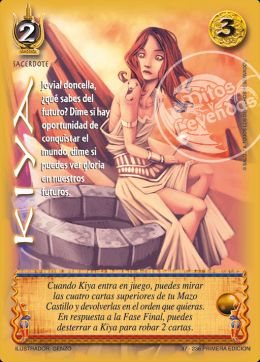 2
3
SACERDOTE
KIYA
Jovial doncella,
¿qué sabes del
futuro? Dime si hay
oportunidad de
conquistar el
mundo, dime si
puedes ver gloria
en nuestros
futuros.
Mitos y
Leyendas
Cuando Kiya entra en juego, puedes mirar
las cuatro cartas superiores de tu Mazo
Castillo y devolverlas en el orden que quieras.
En respuesta a la Fase Final, puedes
desterrar a Kiya para robar 2 cartas.
ILUSTRADOR: GENZO
PRIMERA EDICION